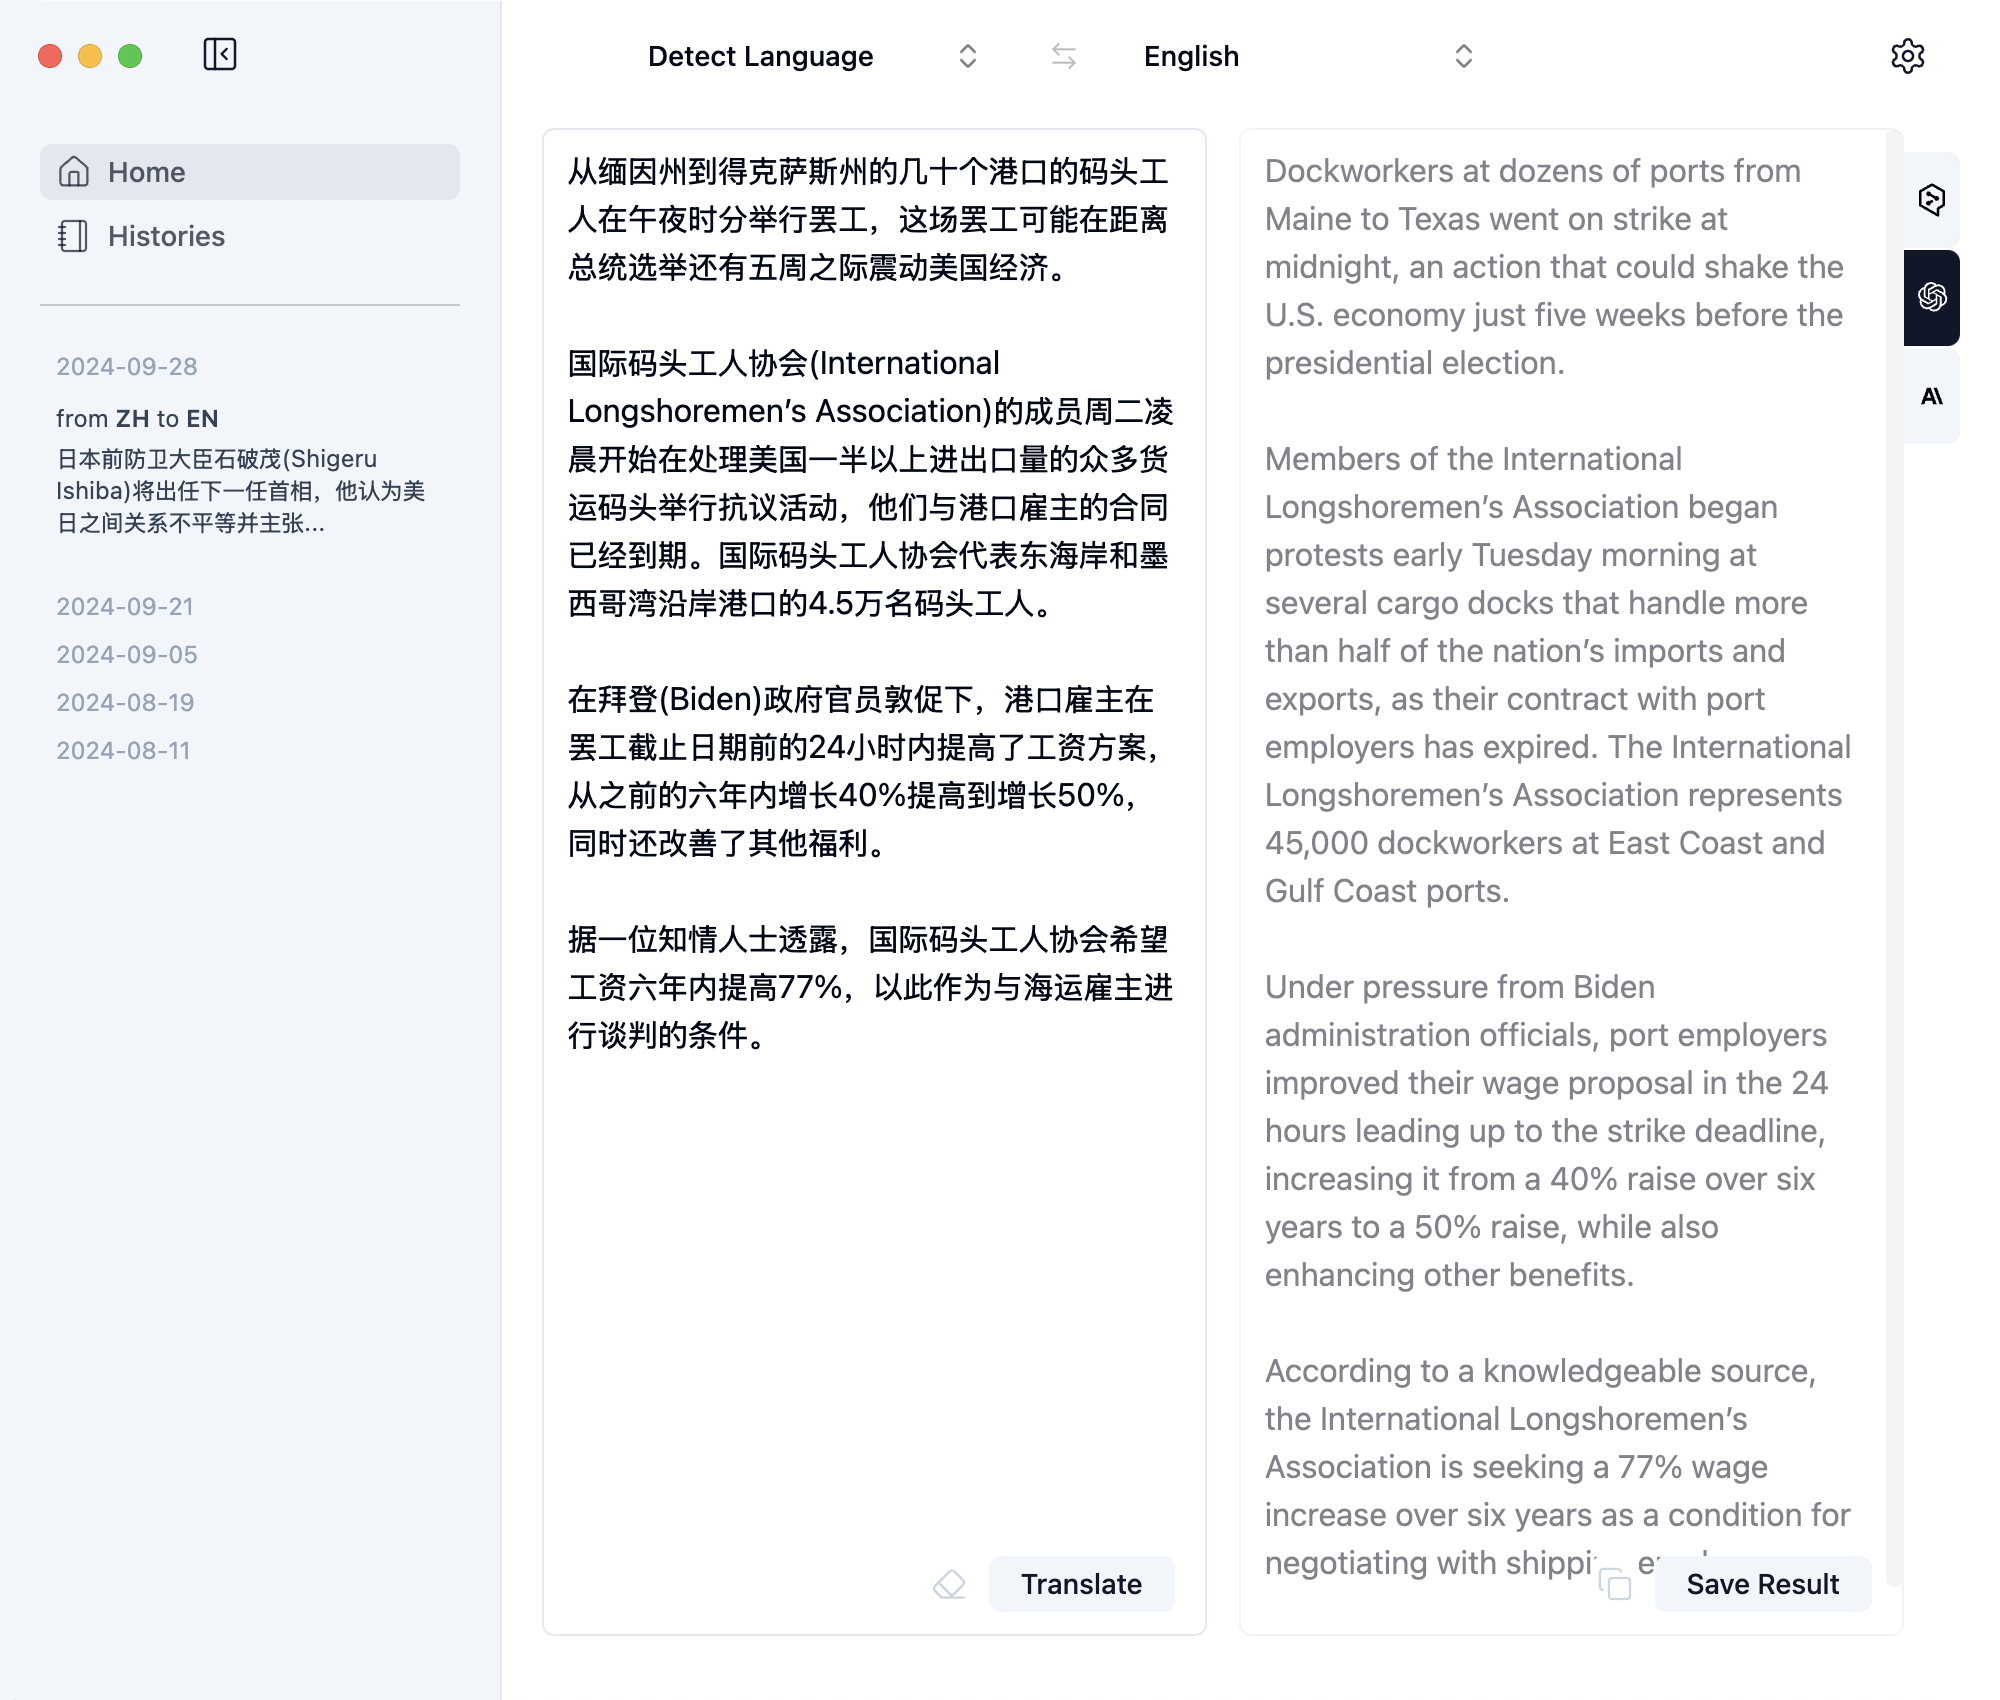 Detect Language
English
Home
Histories
2024-09-28
from ZH to EN
日本前防卫大臣石破茂(Shigeru
Ishiba)将出任下一任首相，他认为美
日之间关系不平等并主张...
2024-09-21
2024-09-05
2024-08-19
2024-08-11
从缅因州到得克萨斯州的几十个港口的码头工
人在午夜时分举行罢工，这场罢工可能在距离
总统选举还有五周之际震动美国经济。
国际码头工人协会(International
Longshoremen’s Association)的成员周二凌
晨开始在处理美国一半以上进出口量的众多货
运码头举行抗议活动，他们与港口雇主的合同
已经到期。国际码头工人协会代表东海岸和墨
西哥湾沿岸港口的4.5万名码头工人。
在拜登(Biden)政府官员敦促下，港口雇主在
罢工截止日期前的24小时内提高了工资方案，
从之前的六年内增长40%提高到增长50%，
同时还改善了其他福利。
据一位知情人士透露，国际码头工人协会希望
工资六年内提高77%，以此作为与海运雇主进
行谈判的条件。
Translate
Dockworkers at dozens of ports from
Maine to Texas went on strike at
midnight, an action that could shake the
U.S. economy just five weeks before the
presidential election.
Members of the International
Longshoremen’s Association began
protests early Tuesday morning at
several cargo docks that handle more
than half of the nation’s imports and
exports, as their contract with port
employers has expired. The International
Longshoremen’s Association represents
45,000 dockworkers at East Coast and
Gulf Coast ports.
Under pressure from Biden
administration officials, port employers
improved their wage proposal in the 24
hours leading up to the strike deadline,
increasing it from a 40% raise over six
years to a 50% raise, while also
enhancing other benefits.
According to a knowledgeable source,
the International Longshoremen’s
Association is seeking a 77% wage
increase over six years as a condition for
negotiating with
Save Result